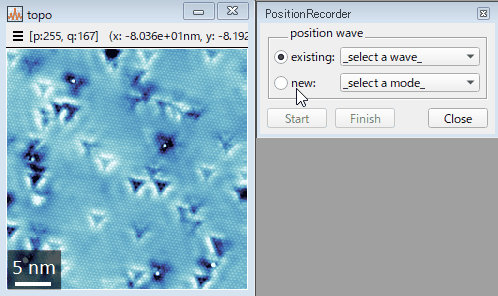 topo
[p:255, q:167] (x: -8.036e+01nm, y: -8.192
5 nm
PositionRecorder
position wave
existing: _select a wave_
new: _select a mode_
Start Finish Close